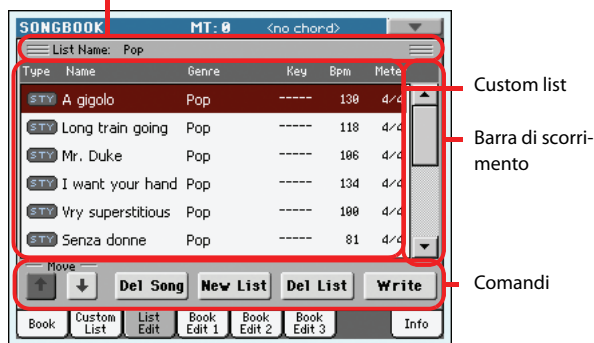 SONGBOOK MT: 0 <no chord>
List Name: Pop
Type Name Genre Key Bpm Mete
STY A gigolo Pop ----- 130 4/4
STY Long train going Pop ----- 118 4/4
STY Mr. Duke Pop ----- 106 4/4
STY I want your hand Pop ----- 134 4/4
STY Vry superstitious Pop ----- 100 4/4
STY Senza donne Pop ----- 81 4/4
Custom list
Barra di scorri-
mento
Move
Del Song New List Del List Write
Comandi
Book Custom List List Edit Book Edit 1 Book Edit 2 Book Edit 3 Info